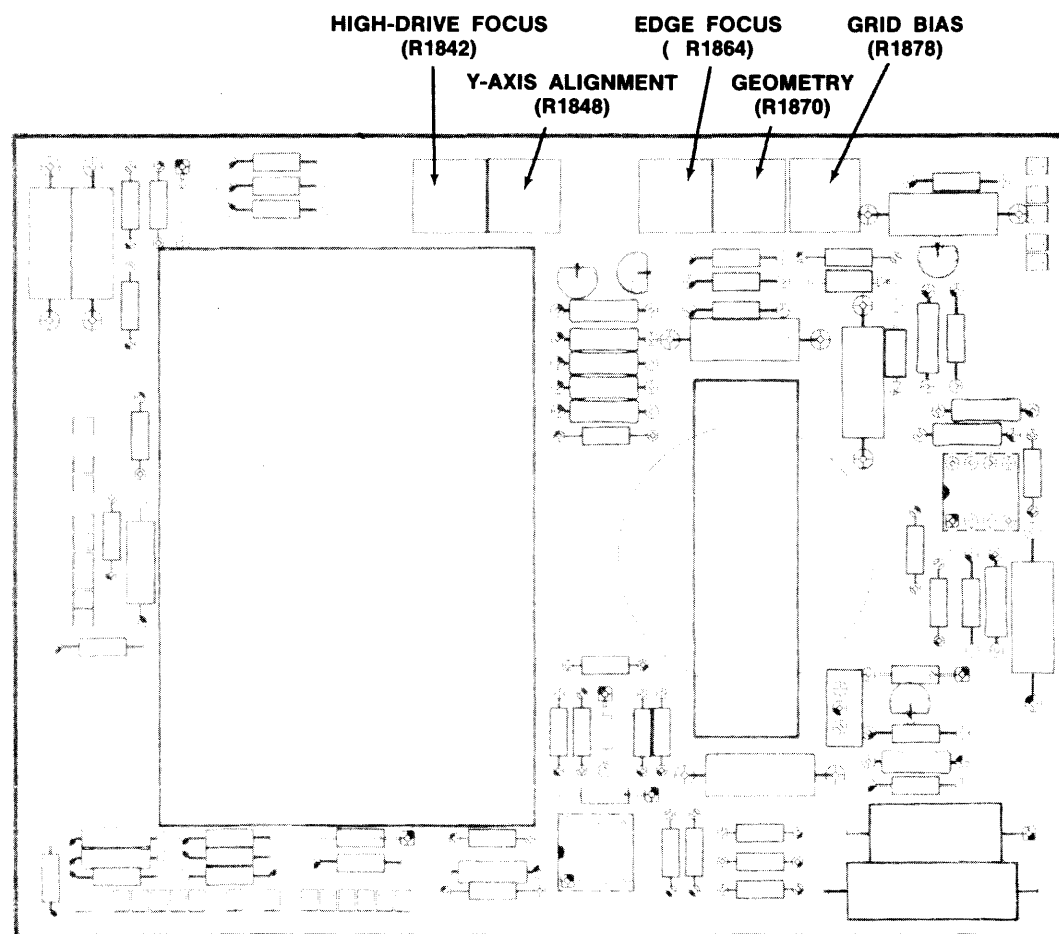 HIGH-DRIVE FOCUS
(R1842)
EDGE FOCUS
( R1864)
GRID BIAS
(R1878)
Y-AXIS ALIGNMENT
(R1848)
GEOMETRY
(R1870)